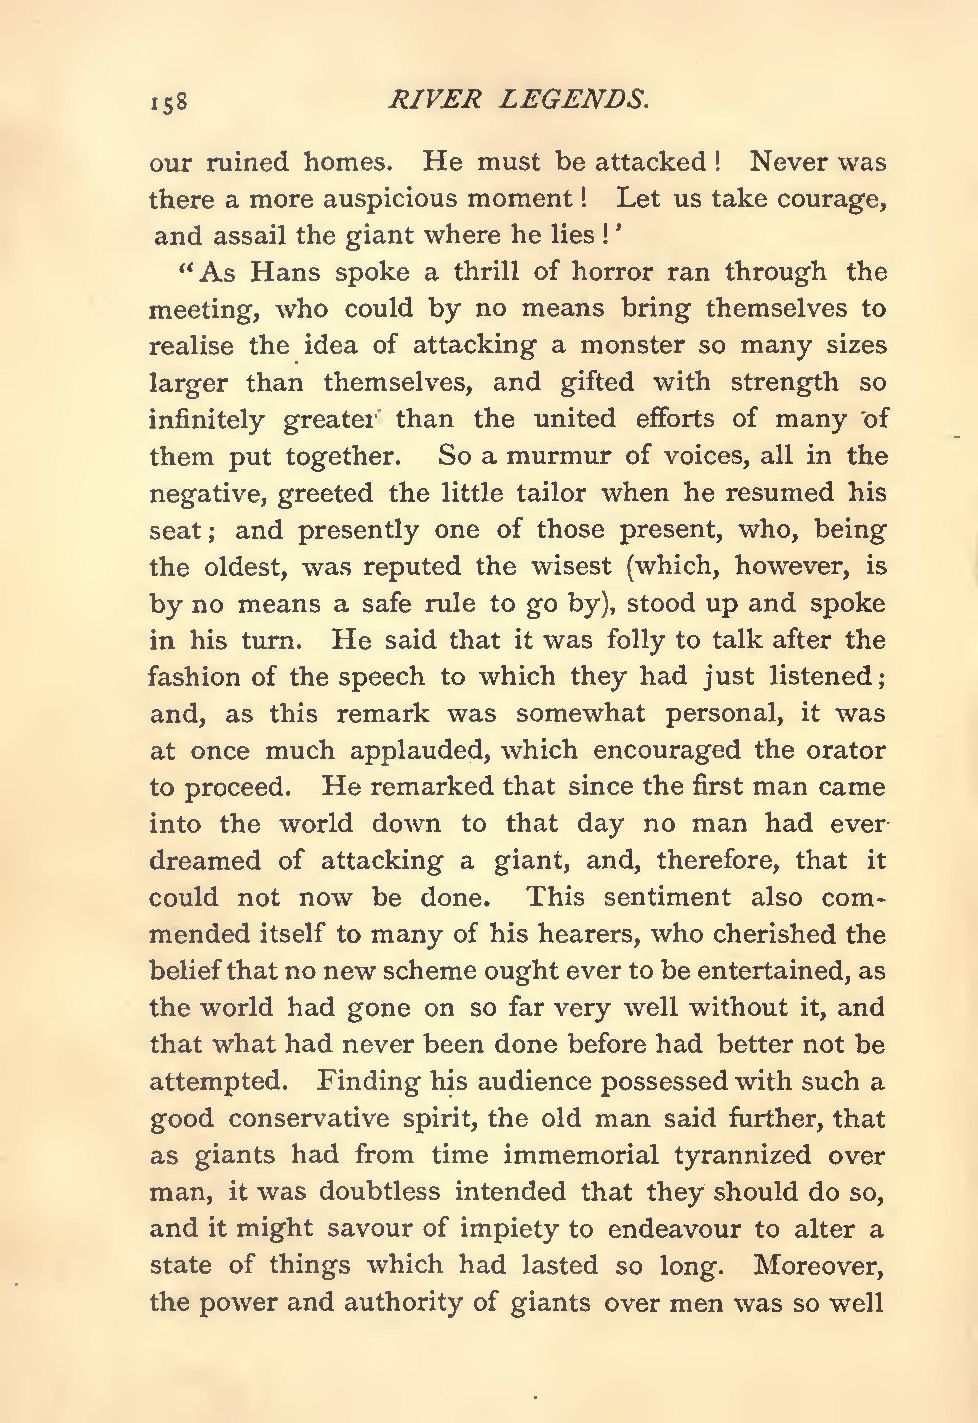 158 RIVER LEGENDS.
our ruined homes. He must be attacked! Never was
there a more auspicious moment! Let us take courage,
and assail the giant where he lies!'
"As Hans spoke a thrill of horror ran through the
meeting, who could by no means bring themselves to
realise the idea of attacking a monster so many sizes
larger than themselves, and gifted with strength so
infinitely greater than the united efforts of many of
them put together. So a murmur of voices, all in the
negative, greeted the little tailor when he resumed his
seat; and presently one of those present, who, being
the oldest, was reputed the wisest (which, however, is
by no means a safe rule to go by), stood up and spoke
in his turn. He said that it was folly to talk after the
fashion of the speech to which they had just listened;
and, as this remark was somewhat personal, it was
at once much applauded, which encouraged the orator
to proceed. He remarked that since the first man came
into the world down to that day no man had ever
dreamed of attacking a giant, and, therefore, that it
could not now be done. This sentiment also com-
mended itself to many of his hearers, who cherished the
belief that no new scheme ought ever to be entertained, as
the world had gone on so far very well without it, and
that what had never been done before had better not be
attempted. Finding his audience possessed with such a
good conservative spirit, the old man said further, that
as giants had from time immemorial tyrannized over
man, it was doubtless intended that they should do so,
and it might savour of impiety to endeavour to alter a
state of things which had lasted so long. Moreover,
the power and authority of giants over men was so well